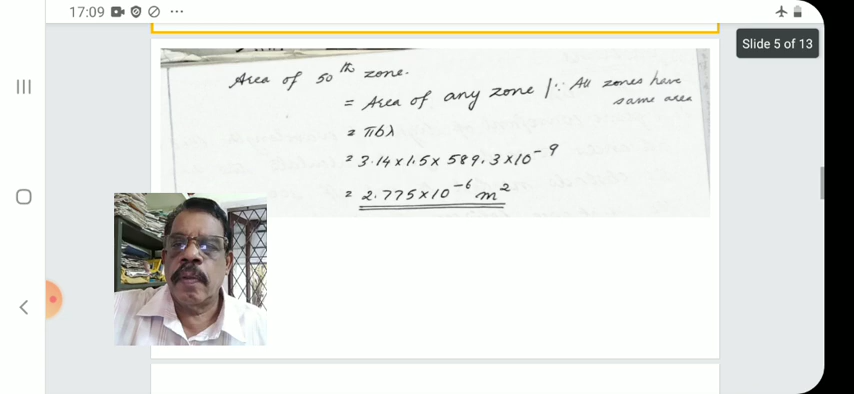 17:09
Slide 5 of 13
Area of 50th zone.
= Area of any zone | ∵ All zones have
same area
= πbλ
= 3.14 x 1.5 x 589.3 x 10⁻⁹
= 2.775 x 10⁻⁶ m²